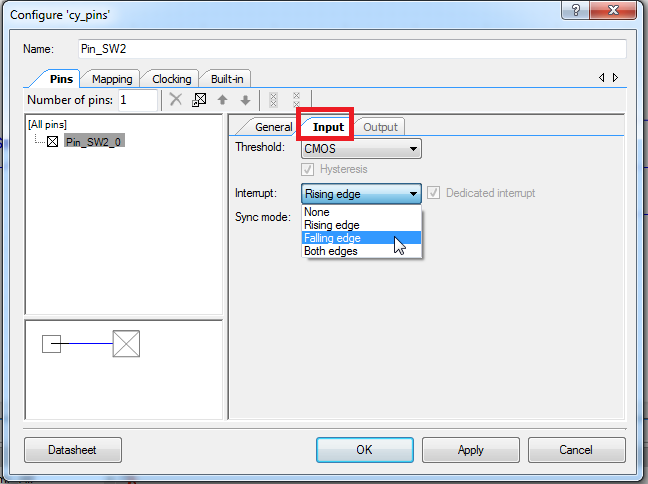 Configure 'cy_pins'
?
Name: Pin_SW2
Pins Mapping Clocking Built-in
Number of pins: 1
[All pins]
Pin_SW2_0
General Input Output
Threshold: CMOS
Hysteresis
Interrupt: Rising edge Dedicated interrupt
Sync mode:
None
Rising edge
Falling edge
Both edges
Datasheet OK Apply Cancel